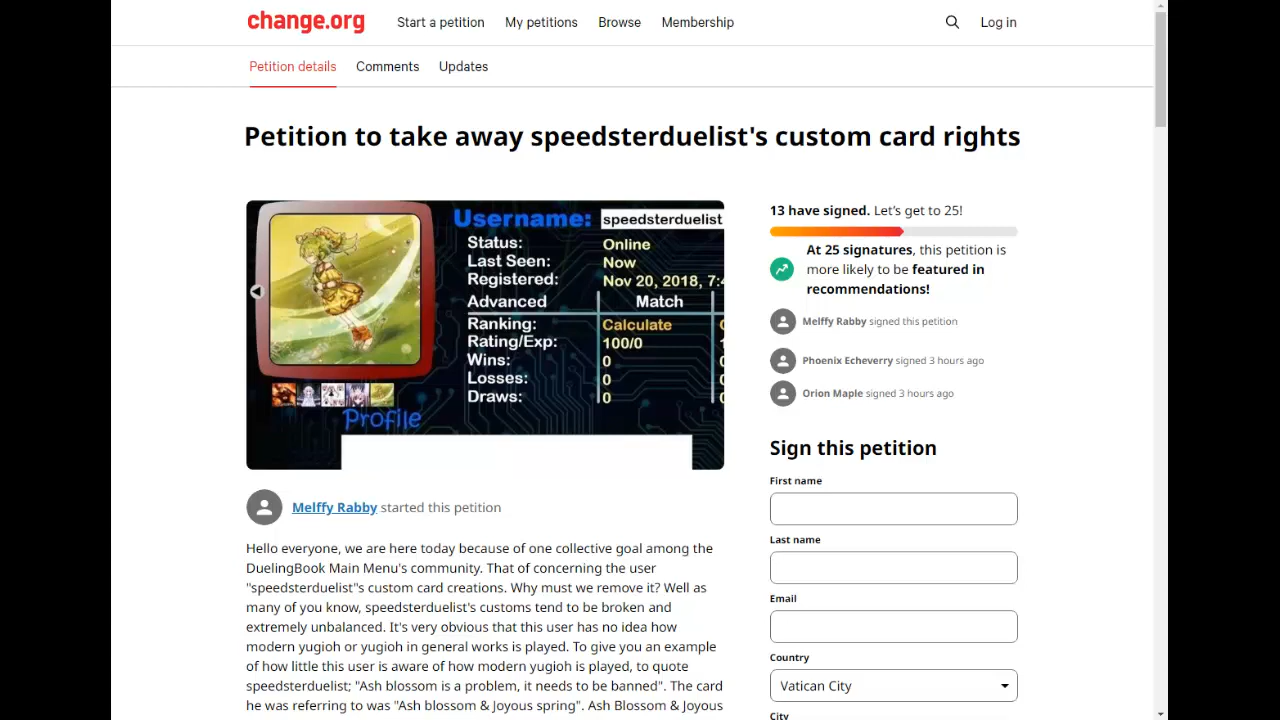 change.org
Start a petition
My petitions
Browse
Membership
Log in
Petition details
Comments
Updates
Petition to take away speedsterduelist's custom card rights
Username: speedsterduelist
Status: Online
Last Seen: Now
Registered: Nov 20, 2018, 7:4
Advanced Match
Ranking: Calculate
Rating/Exp: 100/0
Wins: 0
Losses: 0
Draws: 0
Profile
Melffy Rabby started this petition
Hello everyone, we are here today because of one collective goal among the
DuelingBook Main Menu's community. That of concerning the user
"speedsterduelist"s custom card creations. Why must we remove it? Well as
many of you know, speedsterduelist's customs tend to be broken and
extremely unbalanced. It's very obvious that this user has no idea how
modern yugioh or yugioh in general works is played. To give you an example
of how little this user is aware of how modern yugioh is played, to quote
speedsterduelist; "Ash blossom is a problem, it needs to be banned". The card
he was referring to was "Ash blossom & Joyous spring". Ash Blossom & Joyous
13 have signed. Let's get to 25!
At 25 signatures, this petition is
more likely to be featured in
recommendations!
Melffy Rabby signed this petition
Phoenix Echeverry signed 3 hours ago
Orion Maple signed 3 hours ago
Sign this petition
First name
Last name
Email
Country
Vatican City
City